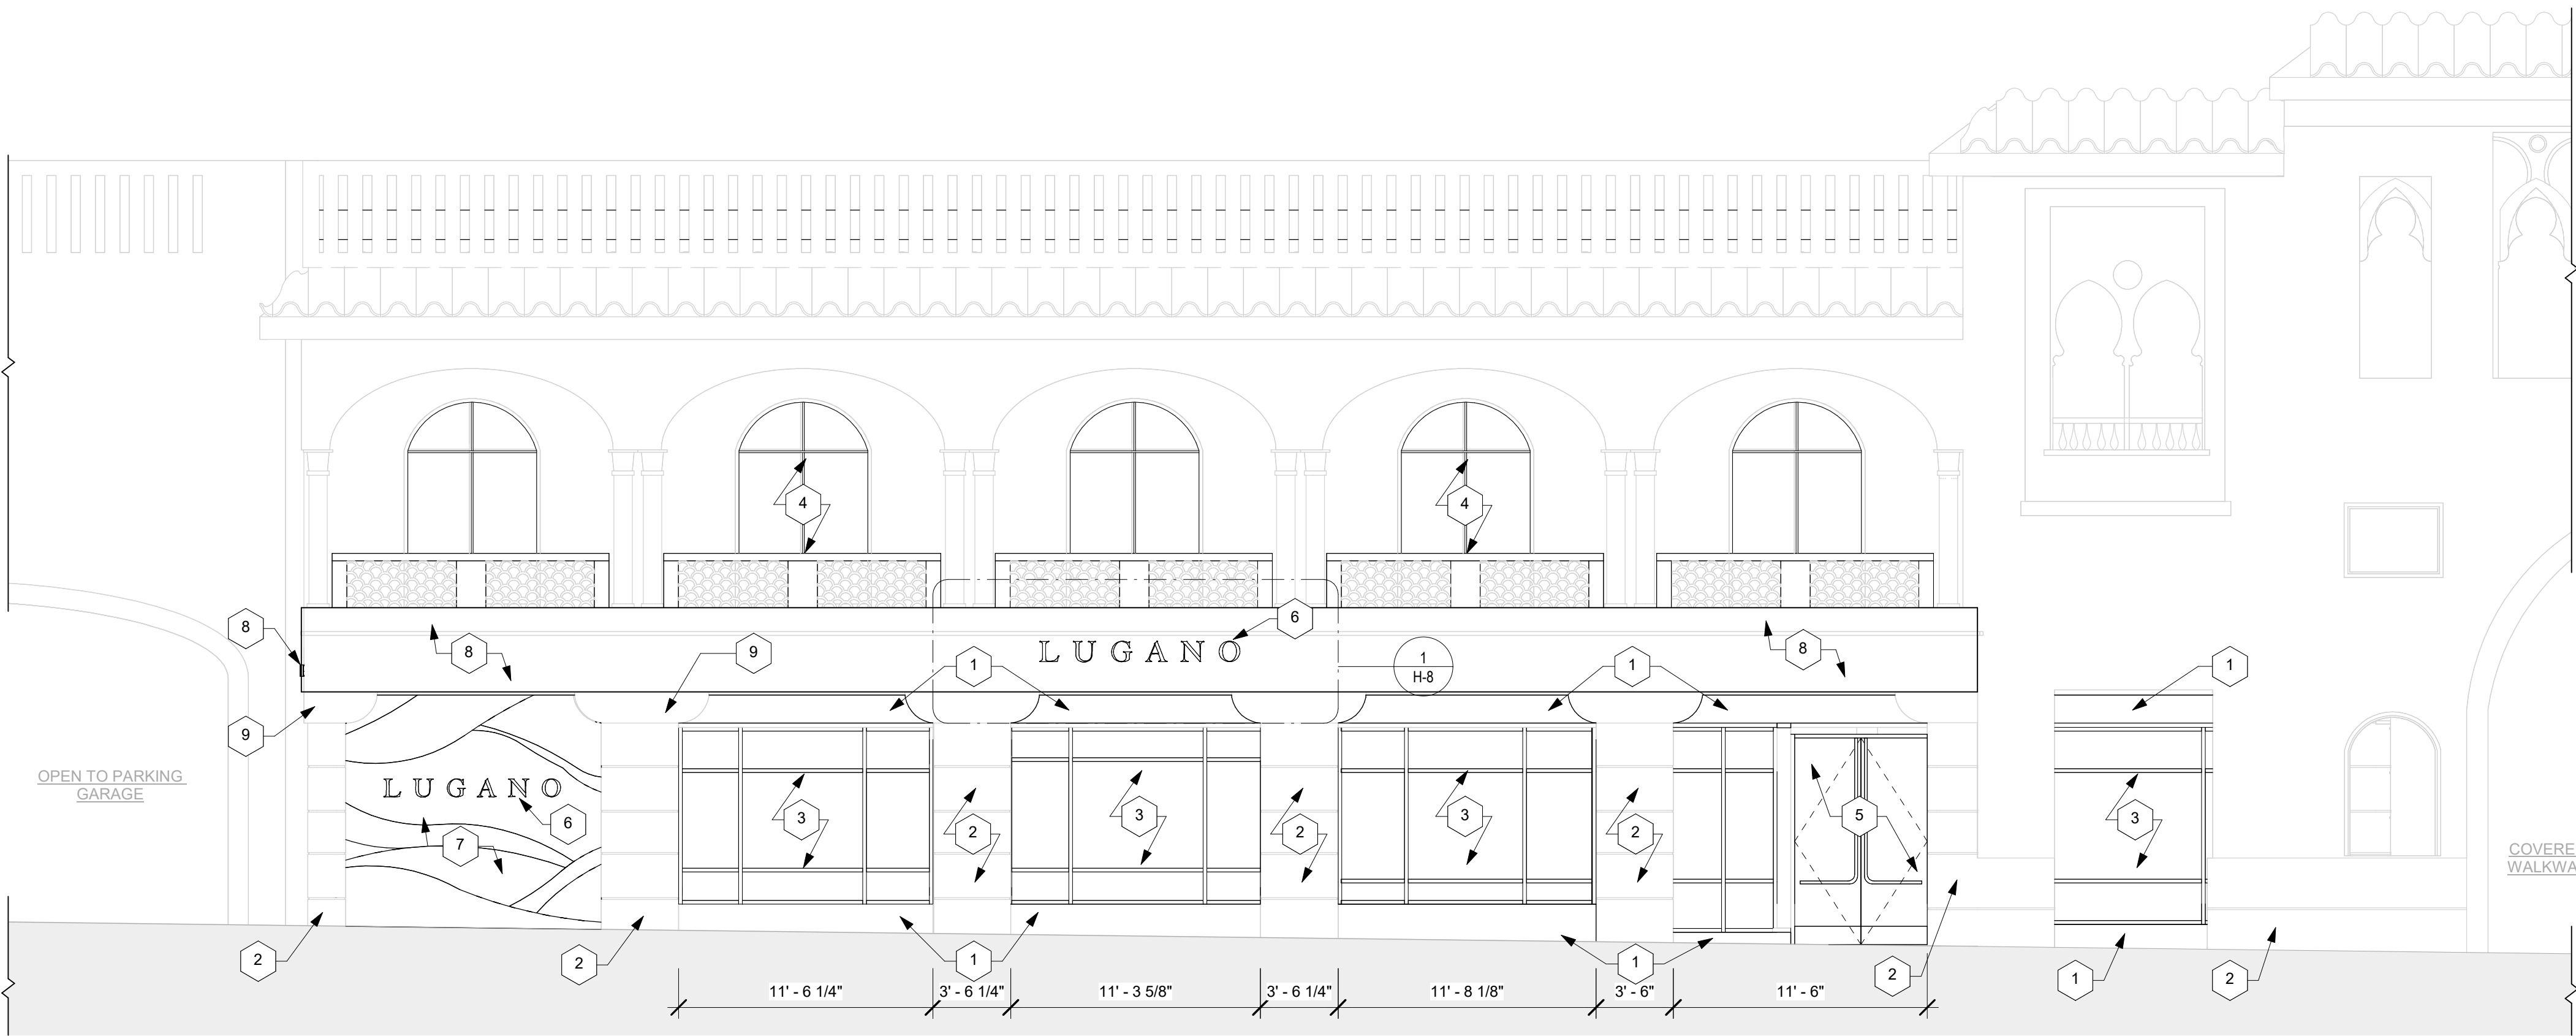 4
4
8
6
8
9
LUGANO
8
1
H-8
1
1
1
9
OPEN TO PARKING
GARAGE
LUGANO
6
7
3
2
3
2
3
2
5
3
COVERE
WALKWA
2
2
1
1
2
1
2
11' - 6 1/4"
3' - 6 1/4"
11' - 3 5/8"
3' - 6 1/4"
11' - 8 1/8"
3' - 6"
11' - 6"